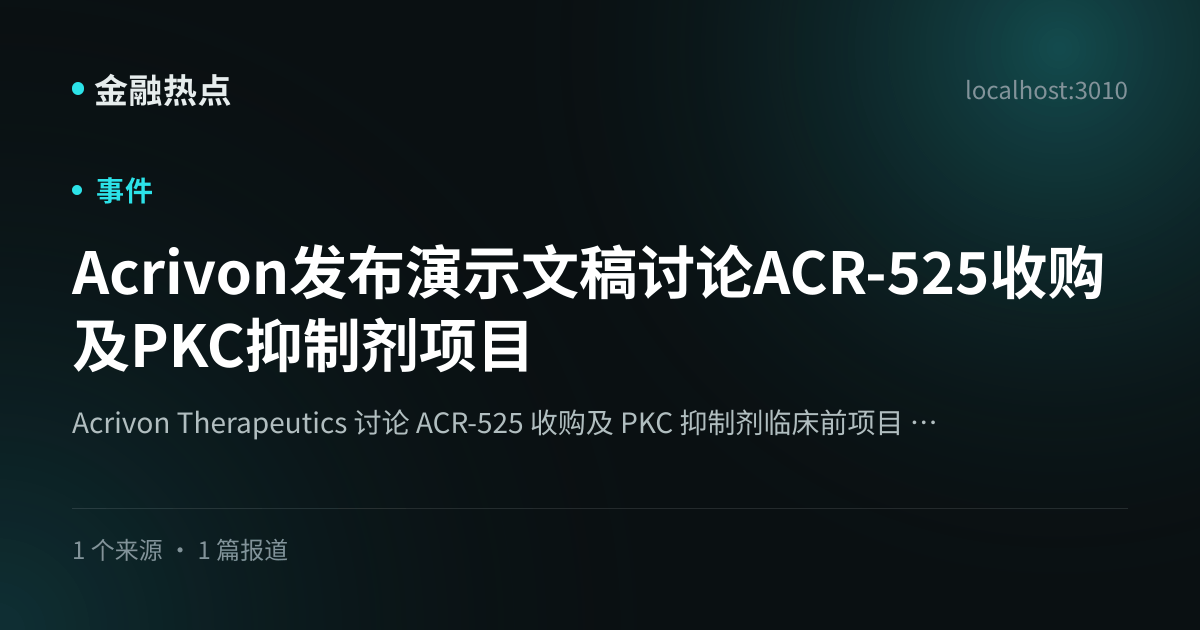 金融热点
localhost:3010
事件
Acrivon发布演示文稿讨论ACR-525收购
及PKC抑制剂项目
Acrivon Therapeutics 讨论 ACR-525 收购及 PKC 抑制剂临床前项目 …
1 个来源 · 1 篇报道